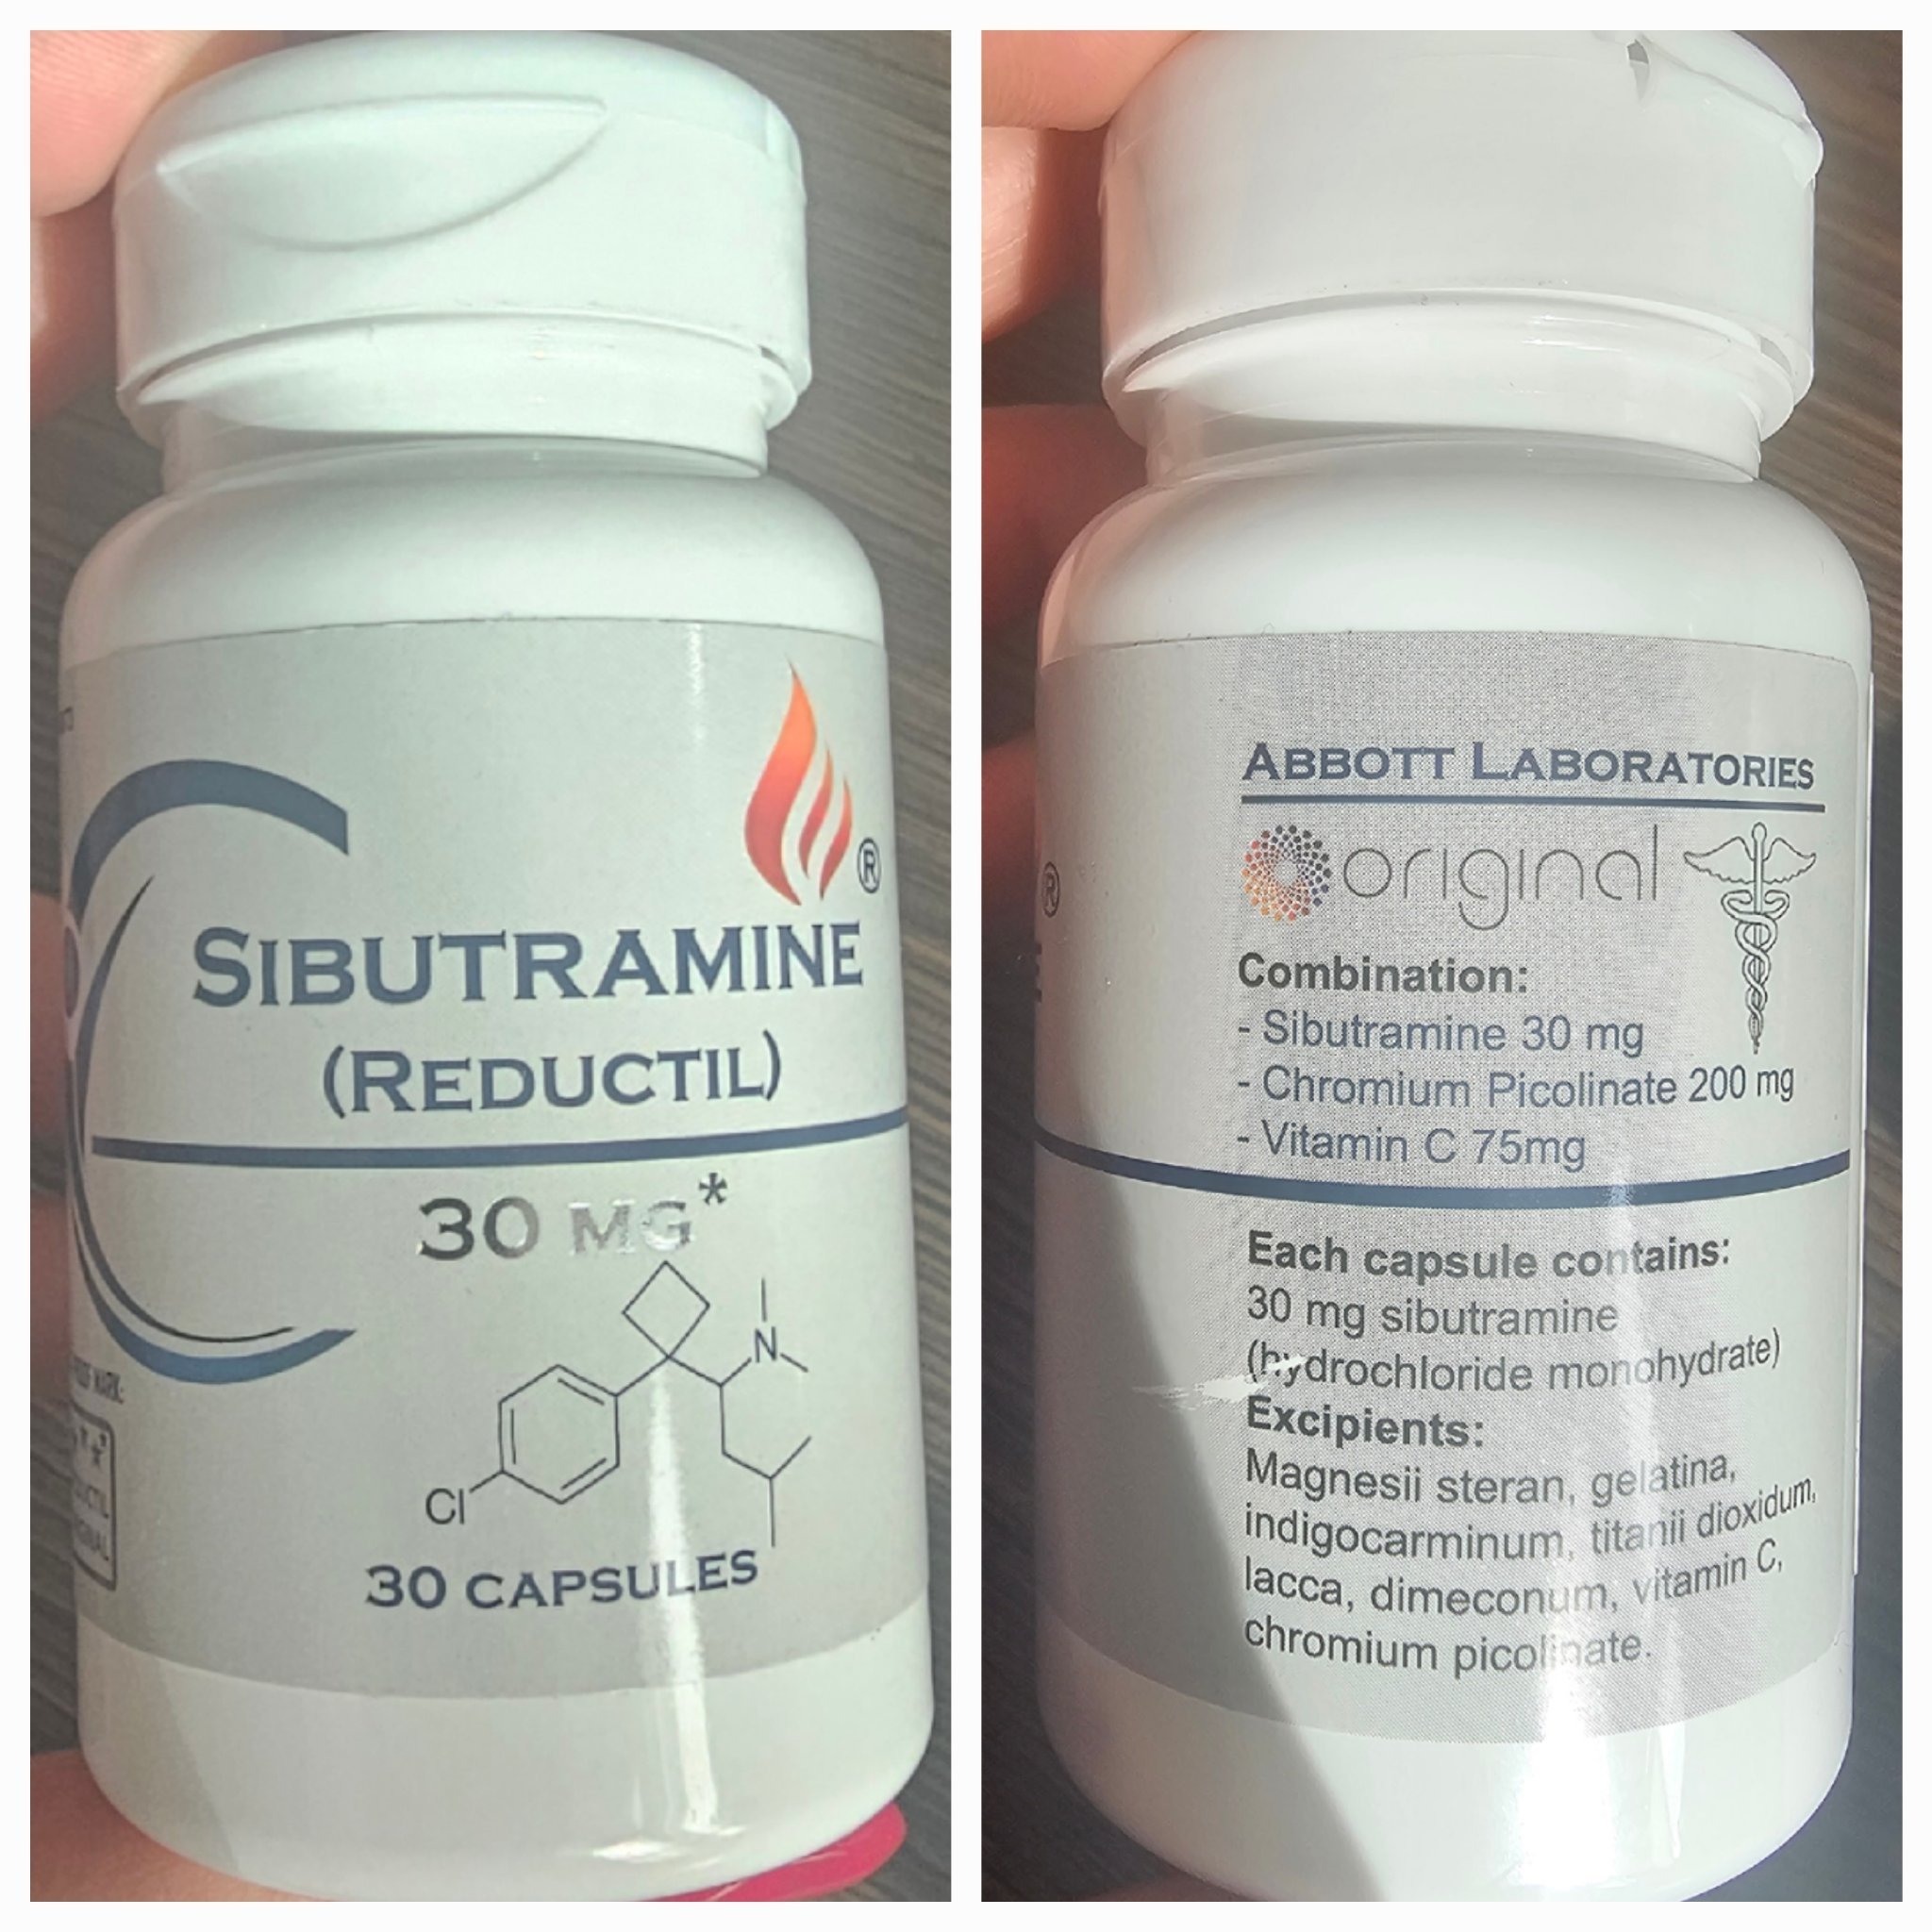 ®
SIBUTRAMINE
(REDUCTIL)
30 MG*
N
Cl
30 CAPSULES
ABBOTT LABORATORIES
original
®
Combination:
- Sibutramine 30 mg
- Chromium Picolinate 200 mg
- Vitamin C 75mg
Each capsule contains:
30 mg sibutramine
(hydrochloride monohydrate)
Excipients:
Magnesii steran, gelatina,
indigocarminum, titanii dioxidum,
lacca, dimeconum, vitamin C,
chromium picolinate.